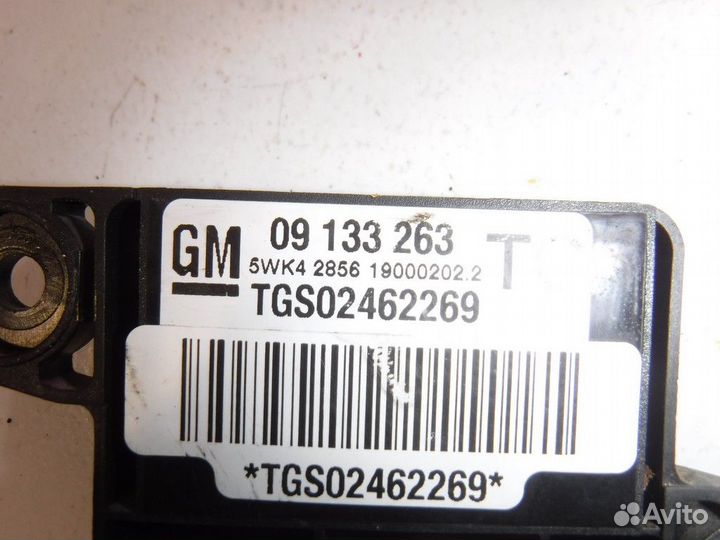 GM
09 133 263 T
5WK4 2856 19000202.2
TGS02462269
*TGS02462269*
Avito